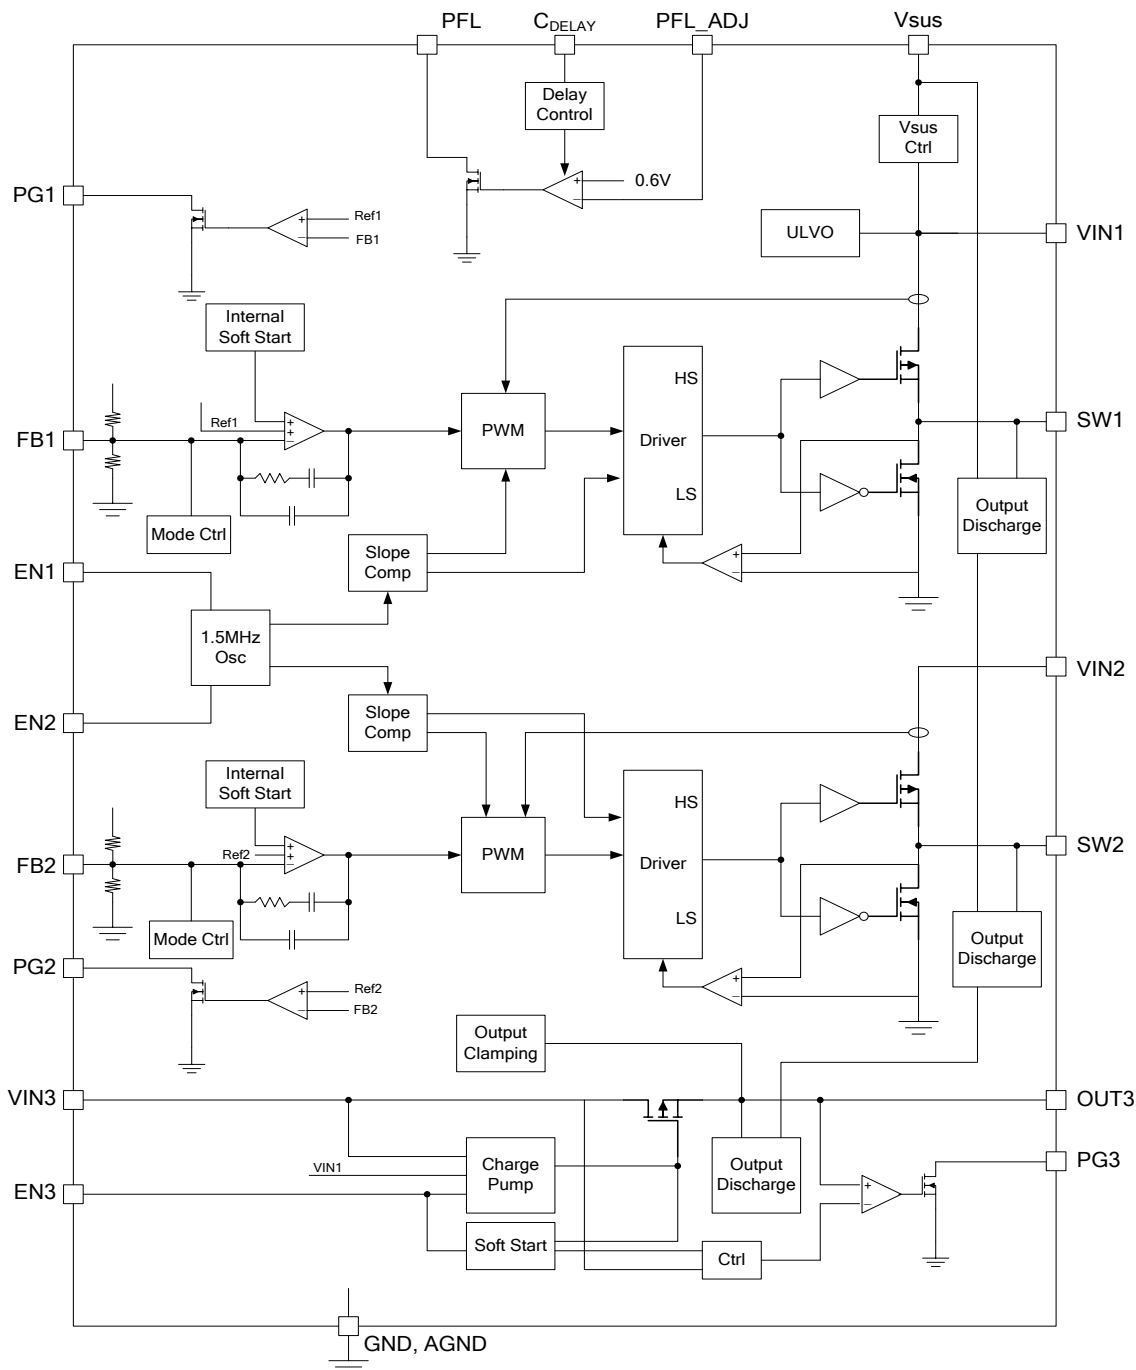 PFL
CDELAY
PFL_ADJ
Vsus
Delay
Control
Vsus
Ctrl
0.6V
PG1
Ref1
FB1
ULVO
VIN1
Internal
Soft Start
HS
Ref1
+
+
−
PWM
Driver
SW1
FB1
LS
Output
Discharge
Mode Ctrl
Slope
Comp
+
−
EN1
1.5MHz
Osc
VIN2
Slope
Comp
EN2
Internal
Soft Start
HS
Ref2
+
+
−
PWM
Driver
SW2
FB2
LS
Mode Ctrl
Output
Discharge
PG2
+
−
Ref2
FB2
+
−
Output
Clamping
VIN3
OUT3
VIN1
Charge
Pump
Output
Discharge
PG3
EN3
+
−
Soft Start
Ctrl
GND, AGND